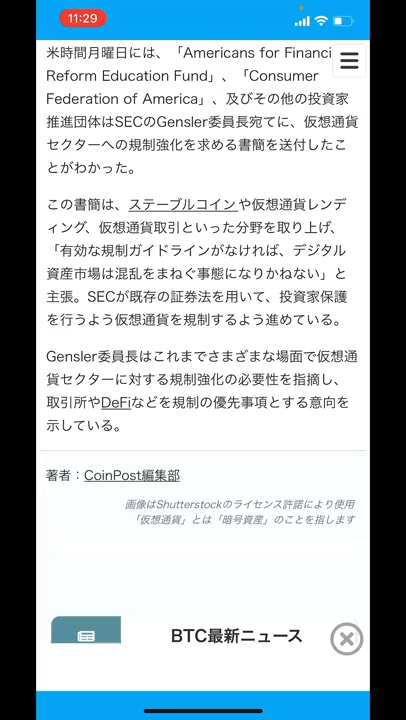 11:29
米時間月曜日には、「Americans for Financi
Reform Education Fund」、「Consumer
Federation of America」、及びその他の投資家
推進団体はSECのGensler委員長宛てに、仮想通貨
セクターへの規制強化を求める書簡を送付したこ
とがわかった。
この書簡は、ステーブルコインや仮想通貨レンデ
ィング、仮想通貨取引といった分野を取り上げ、
「有効な規制ガイドラインがなければ、デジタル
資産市場は混乱をまねぐ事態になりかねない」と
主張。SECが既存の証券法を用いて、投資家保護
を行うよう仮想通貨を規制するよう進めている。
Gensler委員長はこれまでさまざまな場面で仮想通
貨セクターに対する規制強化の必要性を指摘し、
取引所やDeFiなどを規制の優先事項とする意向を
示している。
著者：CoinPost編集部
画像はShutterstockのライセンス許諾により使用
「仮想通貨」とは「暗号資産」のことを指します
BTC最新ニュース